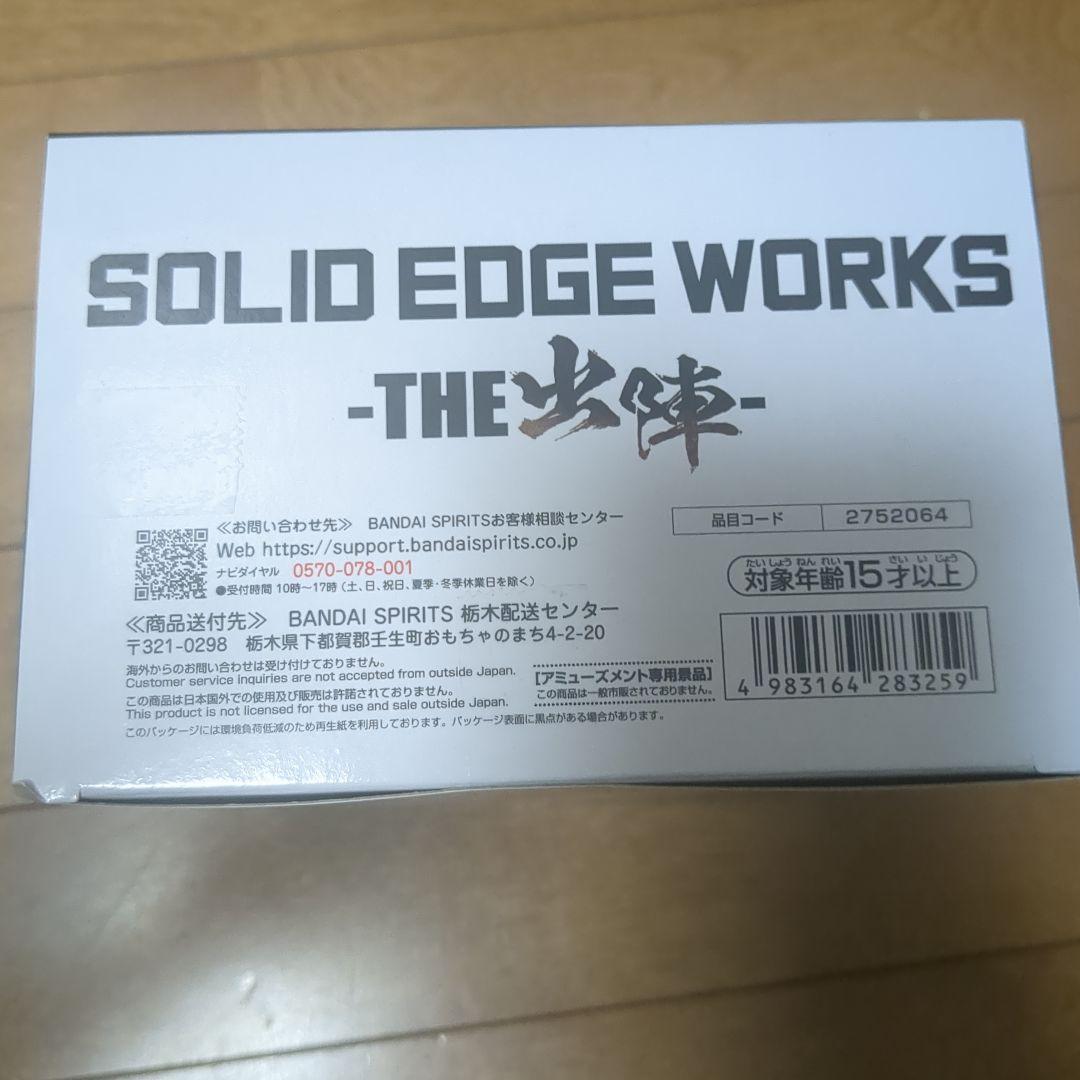 SOLID EDGE WORKS
-THE出陣-
≪お問い合わせ先≫ BANDAI SPIRITSお客様相談センター
Web https://support.bandaispirits.co.jp
ナビダイヤル 0570-078-001
●受付時間 10時〜17時(土、日、祝日、夏季・冬季休業日を除く)
≪商品送付先≫ BANDAI SPIRITS 栃木配送センター
〒321-0298 栃木県下都賀郡壬生町おもちゃのまち4-2-20
海外からのお問い合わせは受け付けておりません。
Customer service inquiries are not accepted from outside Japan.
この商品は日本国外での使用及び販売は許諾されておりません。
This product is not licensed for the use and sale outside Japan.
このパッケージには環境負荷低減のため再生紙を利用しております。パッケージ表面に黒点がある場合があります。
[アミューズメント専用景品]
この商品は一般市販されておりません。
品目コード 2752064
たいしょうねんれい さいいじょう
対象年齢15才以上
4 983164 283259